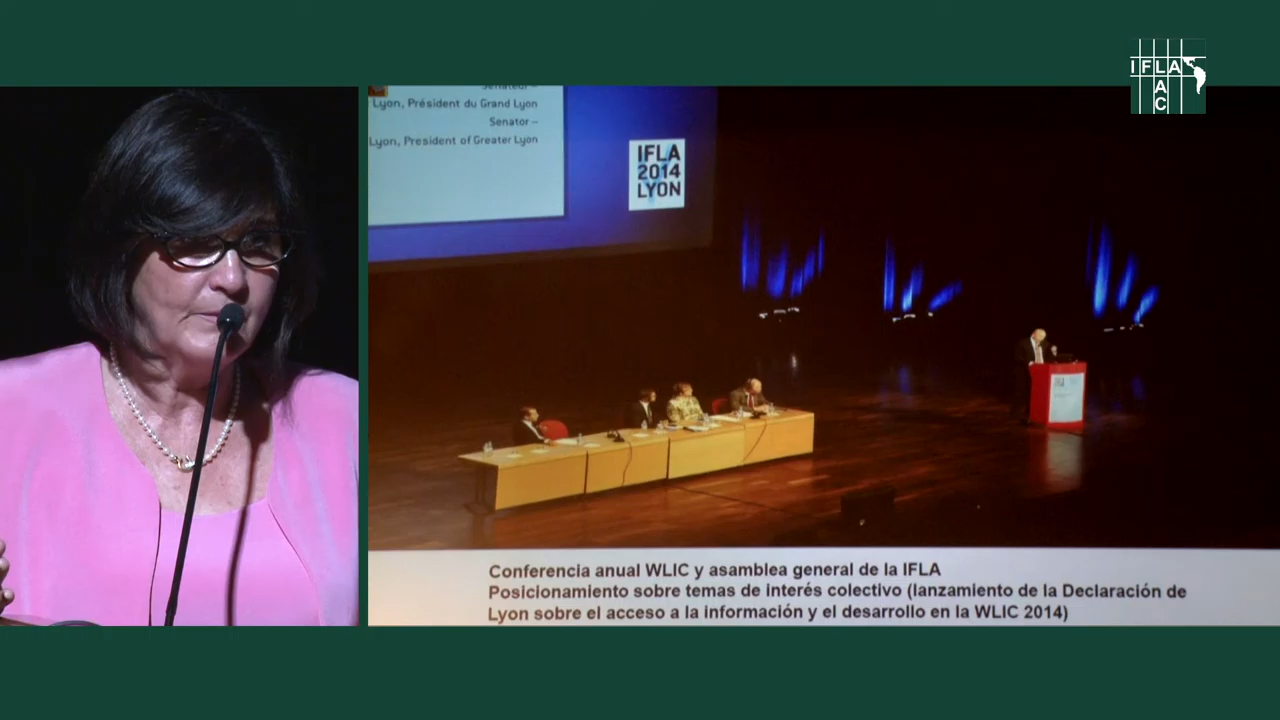 IFLA
A
C
Sénateur –
Lyon, Président du Grand Lyon
Senator –
Lyon, President of Greater Lyon
IFLA
2014
LYON
IFLA
Conferencia anual WLIC y asamblea general de la IFLA
Posicionamiento sobre temas de interés colectivo (lanzamiento de la Declaración de
Lyon sobre el acceso a la información y el desarrollo en la WLIC 2014)